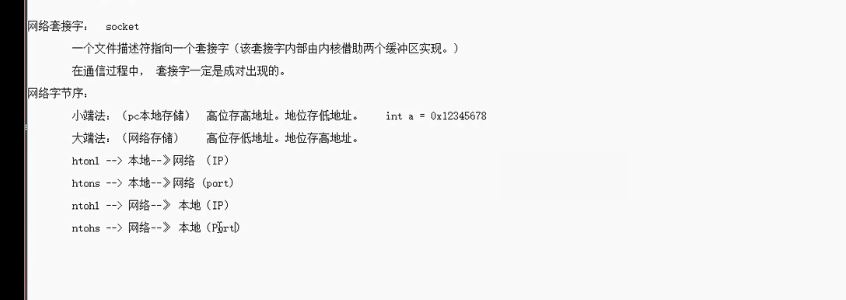 网络套接字： socket
一个文件描述符指向一个套接字（该套接字内部由内核借助两个缓冲区实现。）
在通信过程中， 套接字一定是成对出现的。
网络字节序：
小端法：（pc本地存储） 高位存高地址。地位存低地址。 int a = 0x12345678
大端法：（网络存储） 高位存低地址。地位存高地址。
htonl --> 本地--》网络 （IP）
htons --> 本地--》网络 (port)
ntohl --> 网络--》 本地（IP）
ntohs --> 网络--》 本地（Port）